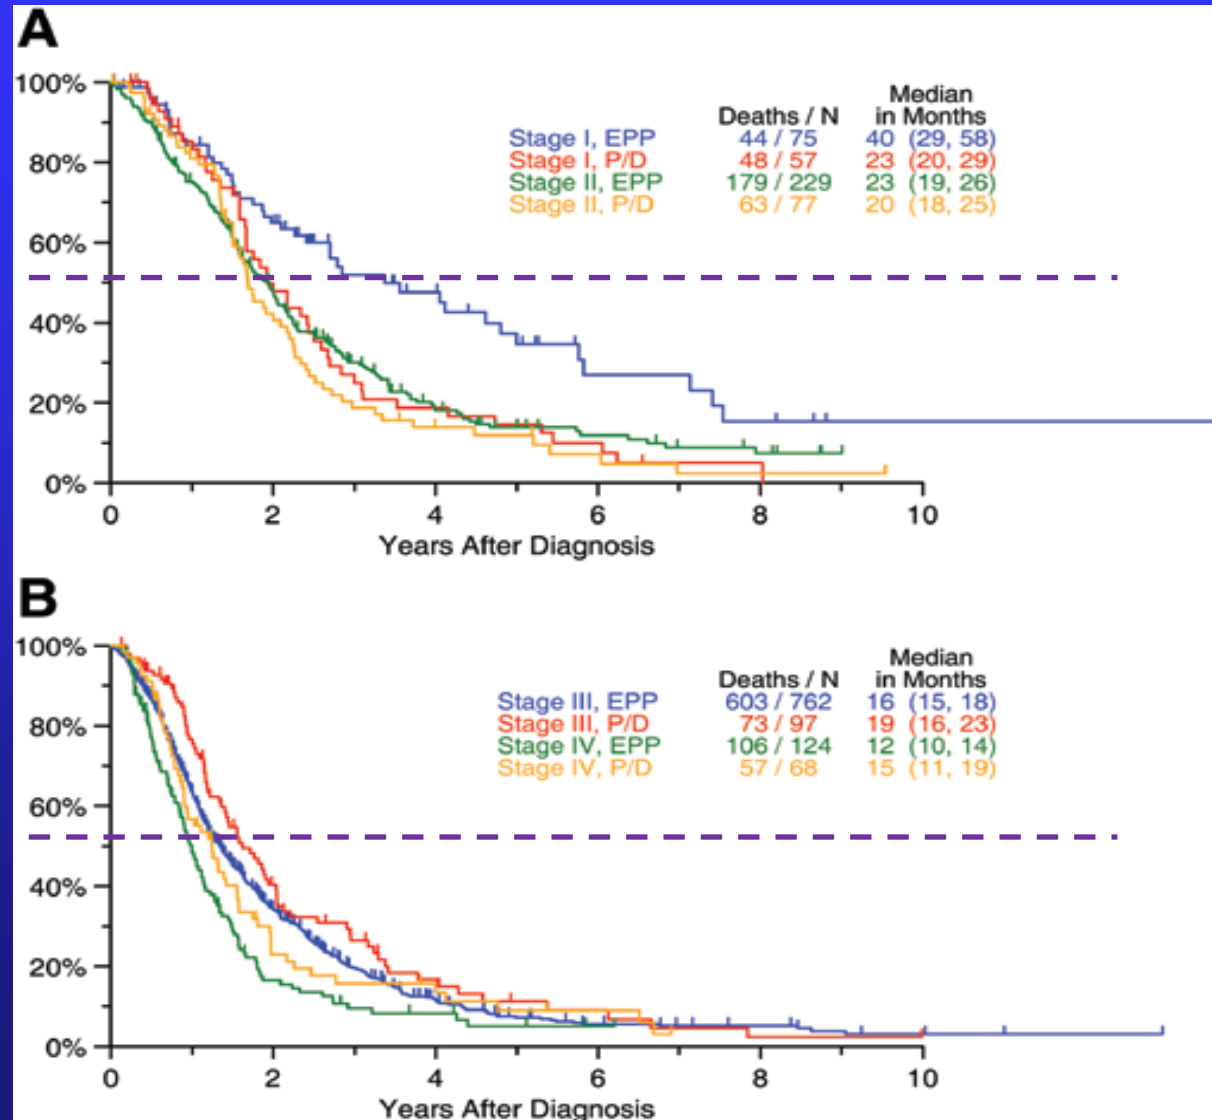 A
100%
80%
60%
40%
20%
0%
Median
Deaths / N in Months
Stage I, EPP 44 / 75 40 (29, 58)
Stage I, P/D 48 / 57 23 (20, 29)
Stage II, EPP 179 / 229 23 (19, 26)
Stage II, P/D 63 / 77 20 (18, 25)
0 2 4 6 8 10
Years After Diagnosis
B
100%
80%
60%
40%
20%
0%
Median
Deaths / N in Months
Stage III, EPP 603 / 762 16 (15, 18)
Stage III, P/D 73 / 97 19 (16, 23)
Stage IV, EPP 106 / 124 12 (10, 14)
Stage IV, P/D 57 / 68 15 (11, 19)
0 2 4 6 8 10
Years After Diagnosis